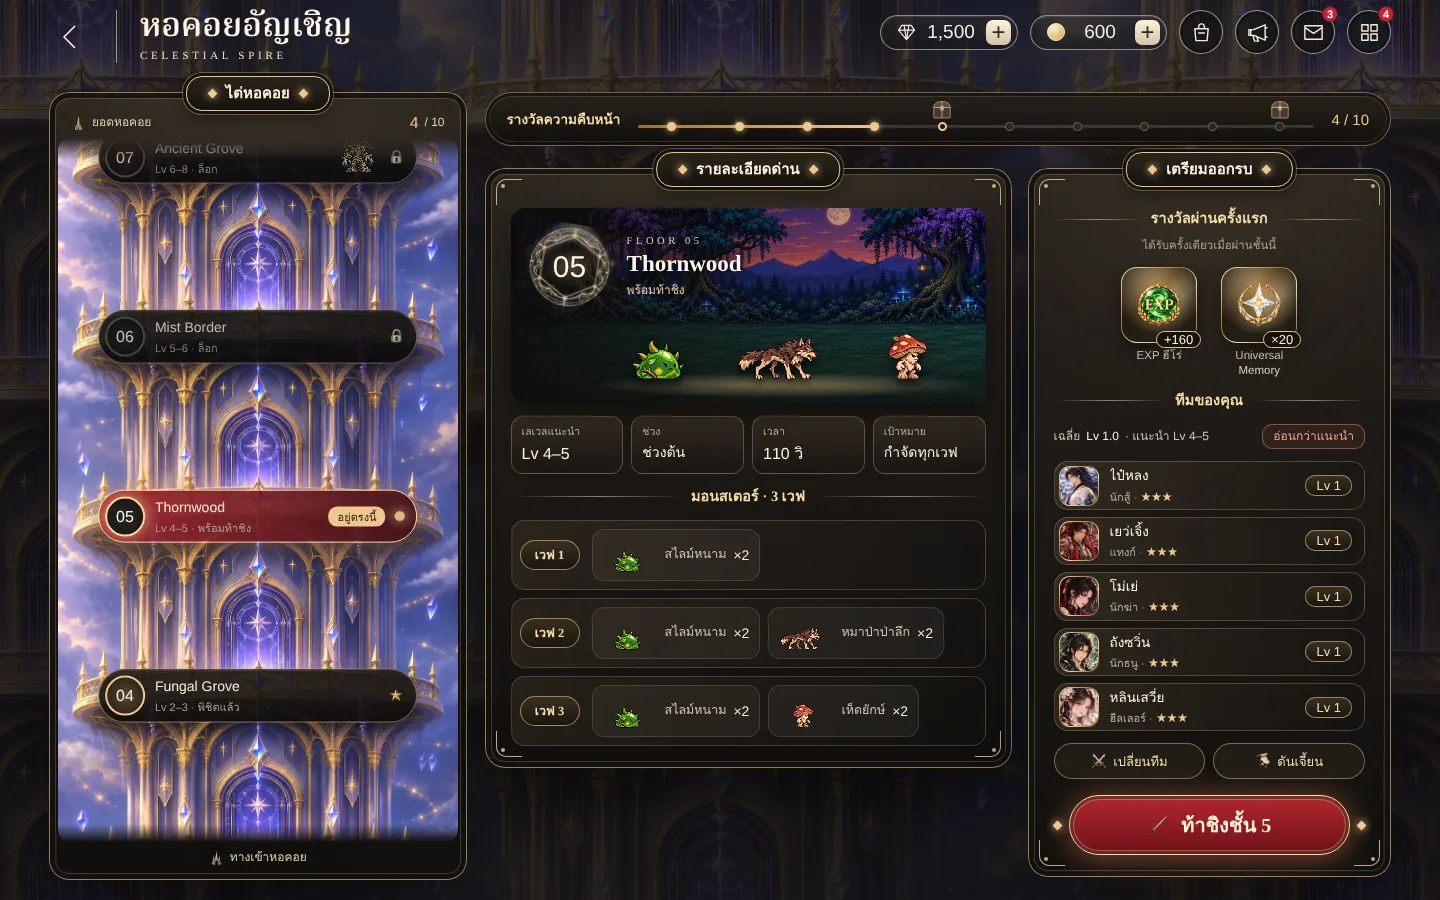 หอคอยอัญเชิญ
CELESTIAL SPIRE
1,500
600
3
4
ไต่หอคอย
ยอดหอคอย
4 / 10
07
Ancient Grove
Lv 6–8 · ล็อก
06
Mist Border
Lv 5–6 · ล็อก
05
Thornwood
Lv 4–5 · พร้อมท้าชิง
อยู่ตรงนี้
04
Fungal Grove
Lv 2–3 · พิชิตแล้ว
ทางเข้าหอคอย
รางวัลความคืบหน้า
4 / 10
รายละเอียดด่าน
05
FLOOR 05
Thornwood
พร้อมท้าชิง
เลเวลแนะนำ
Lv 4–5
ช่วง
ช่วงต้น
เวลา
110 วิ
เป้าหมาย
กำจัดทุกเวฟ
มอนสเตอร์ · 3 เวฟ
เวฟ 1
สไลม์หนาม ×2
เวฟ 2
สไลม์หนาม ×2
หมาป่าป่าลึก ×2
เวฟ 3
สไลม์หนาม ×2
เห็ดยักษ์ ×2
เตรียมออกรบ
รางวัลผ่านครั้งแรก
ได้รับครั้งเดียวเมื่อผ่านชั้นนี้
EXP
+160
EXP ฮีโร่
×20
Universal
Memory
ทีมของคุณ
เฉลี่ย Lv 1.0 · แนะนำ Lv 4–5
อ่อนกว่าแนะนำ
ไป๋หลง
นักสู้ · ★★★
Lv 1
เยว่เจิ้ง
แทงก์ · ★★★
Lv 1
โม่เย่
นักฆ่า · ★★★
Lv 1
ถังซวิ่น
นักธนู · ★★★
Lv 1
หลินเสวี่ย
ฮีลเลอร์ · ★★★
Lv 1
เปลี่ยนทีม
ดันเจี้ยน
ท้าชิงชั้น 5